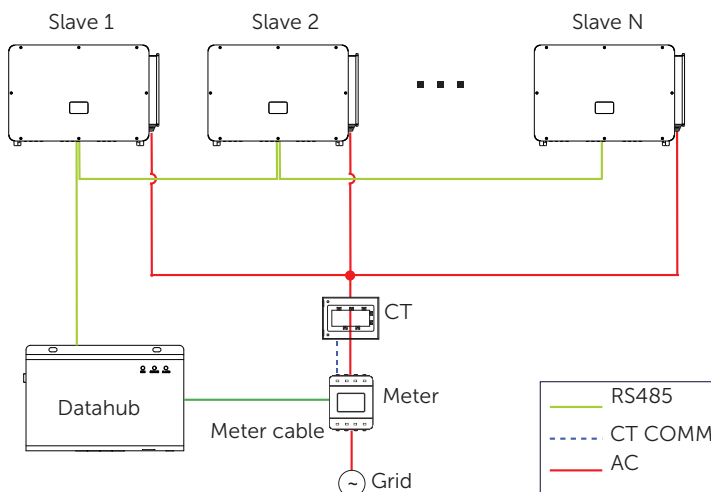 Slave 1
Slave 2
Slave N
CT
Datahub
Meter
Meter cable
~ Grid
RS485
CT COMM
AC